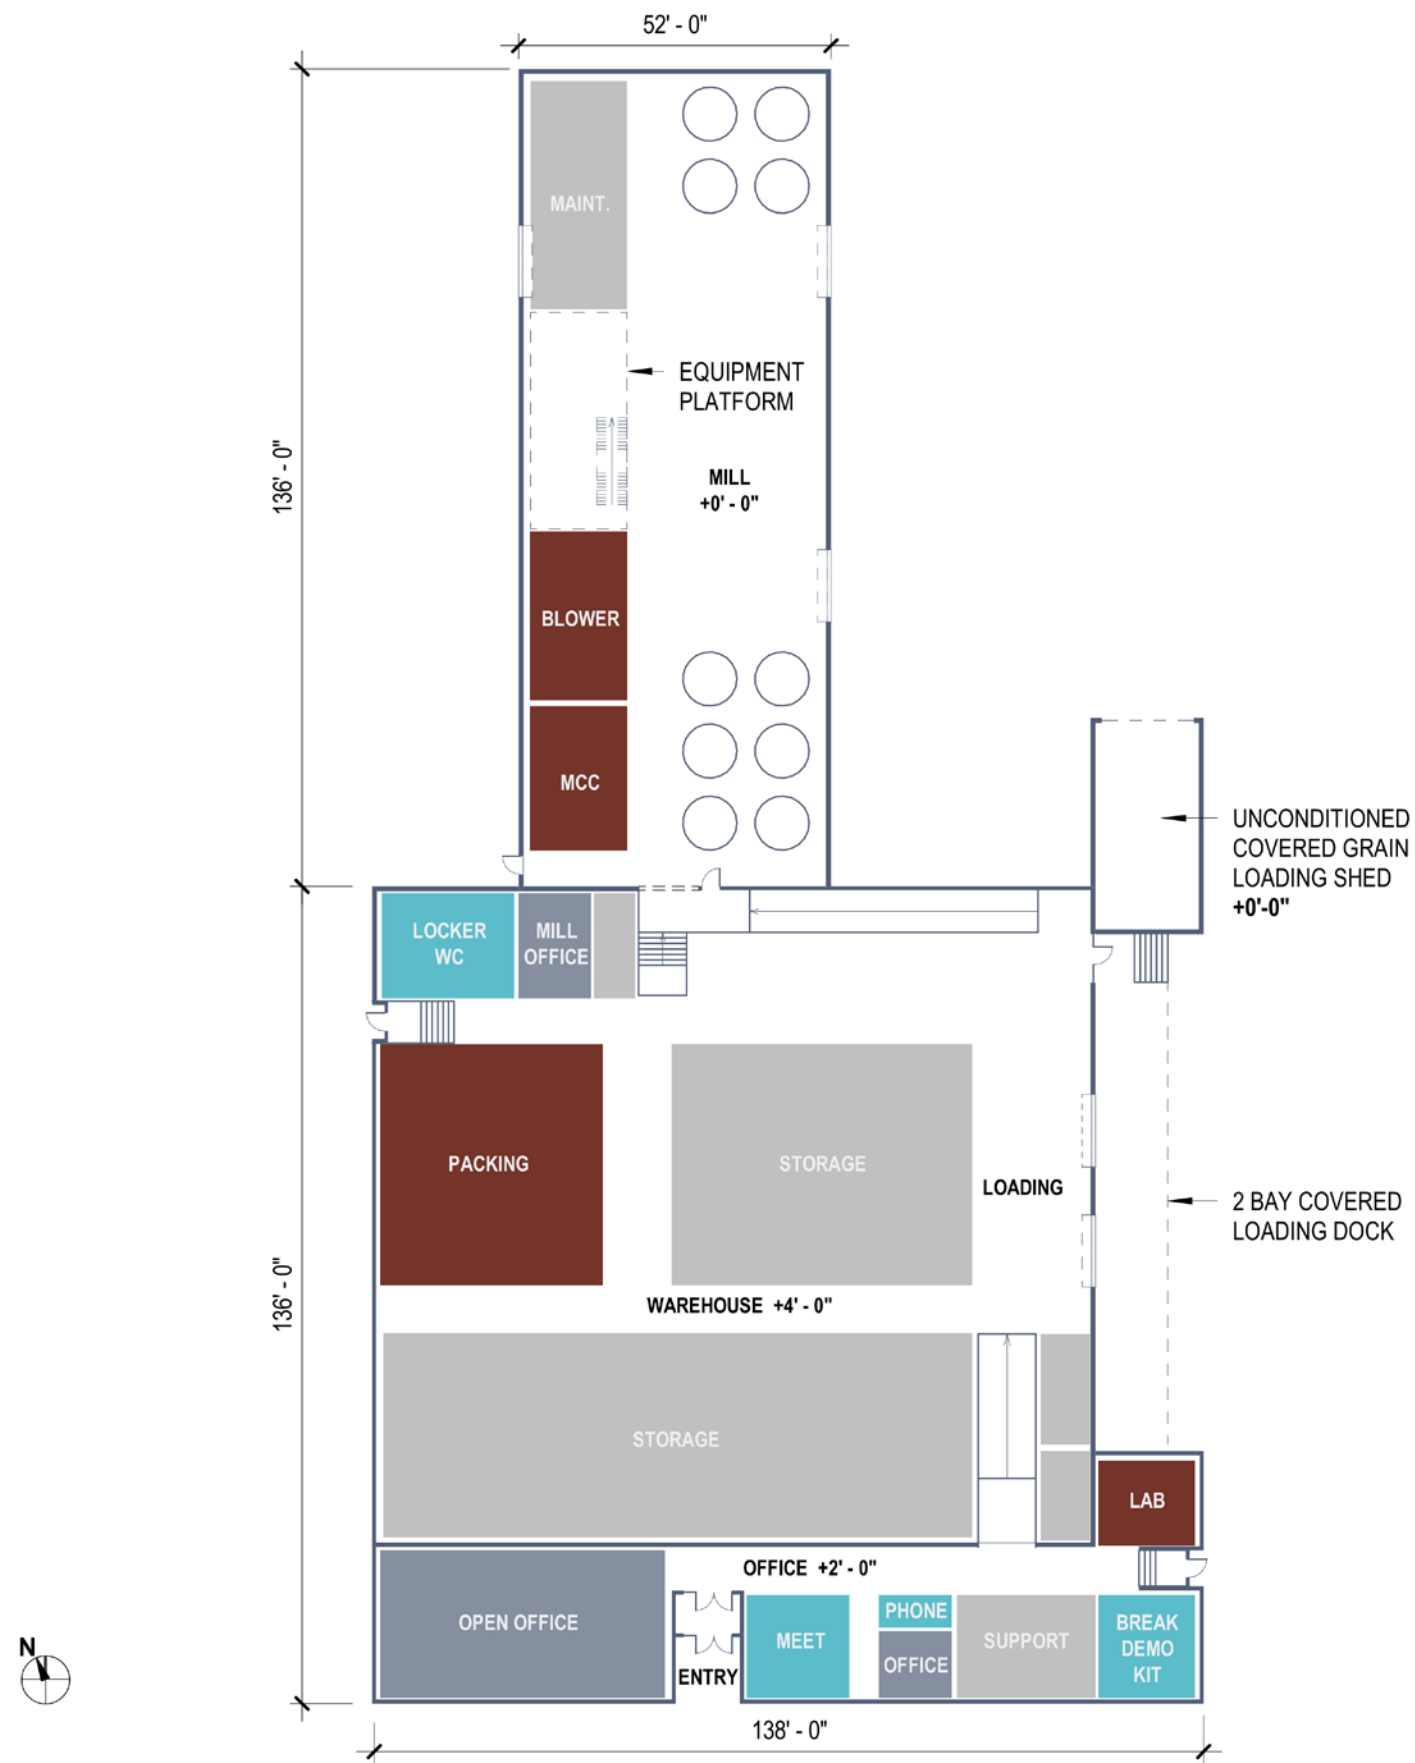 52' - 0"
MAINT.
EQUIPMENT
PLATFORM
136' - 0"
MILL
+0' - 0"
BLOWER
MCC
UNCONDITIONED
COVERED GRAIN
LOADING SHED
+0'-0"
LOCKER
WC
MILL
OFFICE
PACKING
STORAGE
LOADING
2 BAY COVERED
LOADING DOCK
136' - 0"
WAREHOUSE +4' - 0"
STORAGE
LAB
OFFICE +2' - 0"
OPEN OFFICE
ENTRY
MEET
PHONE
OFFICE
SUPPORT
BREAK
DEMO
KIT
N
138' - 0"